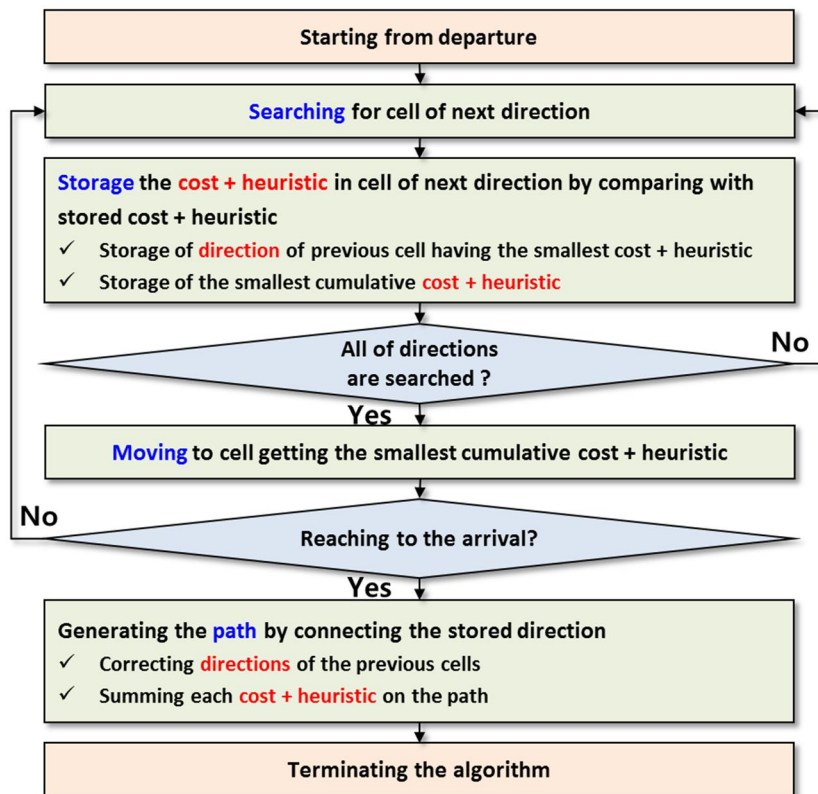 Starting from departure
Searching for cell of next direction
Storage the cost + heuristic in cell of next direction by comparing with
stored cost + heuristic
✓ Storage of direction of previous cell having the smallest cost + heuristic
✓ Storage of the smallest cumulative cost + heuristic
All of directions
are searched ?
No
Yes
Moving to cell getting the smallest cumulative cost + heuristic
No
Reaching to the arrival?
Yes
Generating the path by connecting the stored direction
✓ Correcting directions of the previous cells
✓ Summing each cost + heuristic on the path
Terminating the algorithm